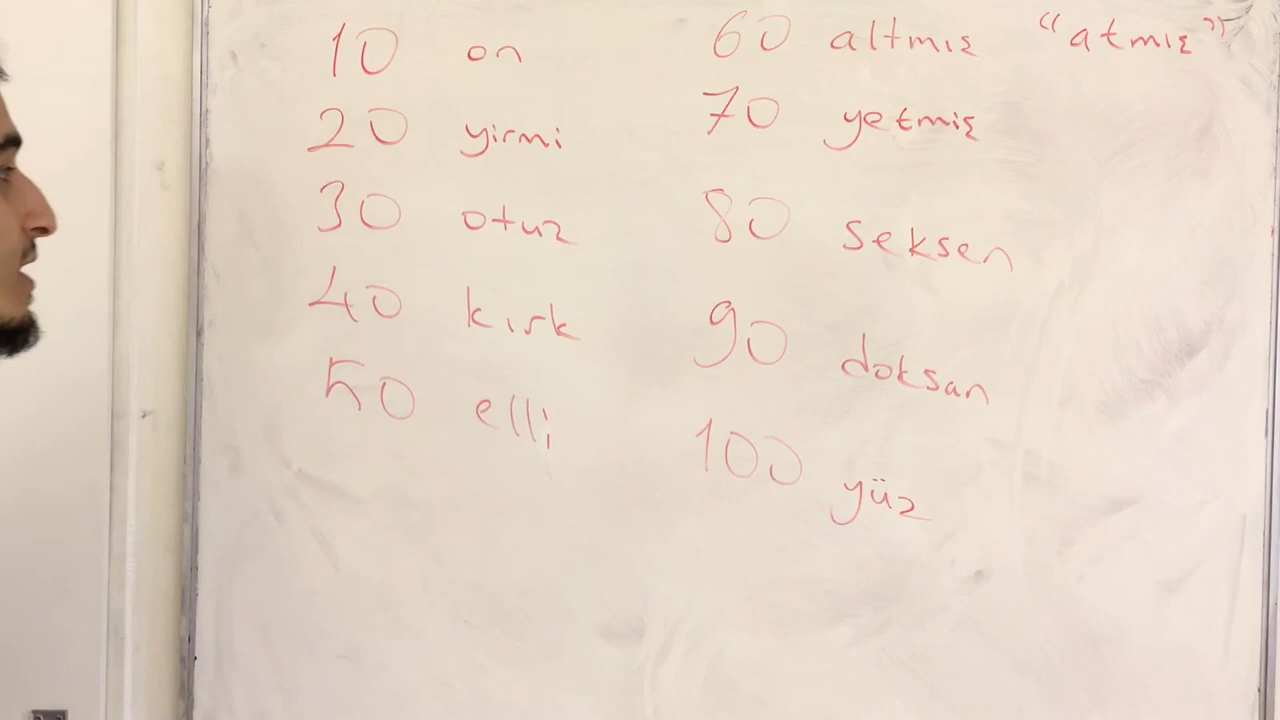 10 on
20 yirmi
30 otuz
40 kırk
50 elli
60 altmış "atmış"
70 yetmiş
80 seksen
90 doksan
100 yüz